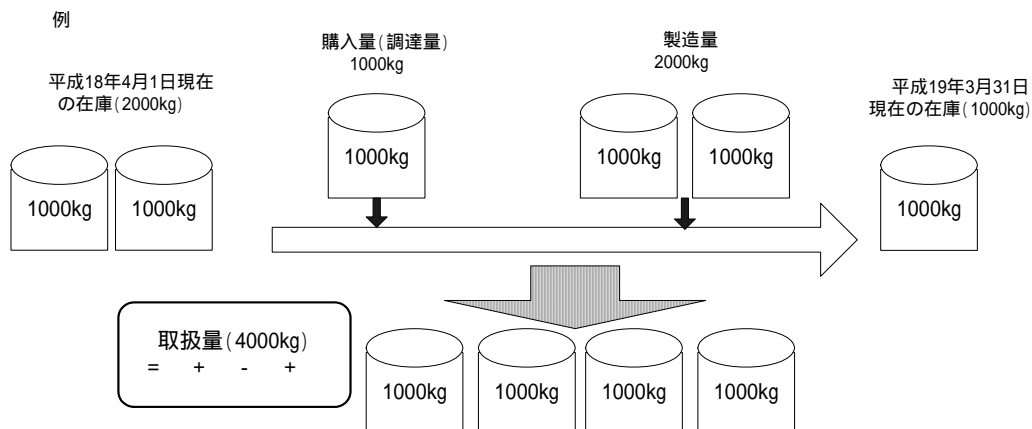 例
購入量(調達量)
1000kg
製造量
2000kg
平成18年4月1日現在
の在庫(2000kg)
平成19年3月31日
現在の在庫(1000kg)
1000kg
1000kg
1000kg
1000kg
1000kg
1000kg
取扱量(4000kg)
= + - +
1000kg
1000kg
1000kg
1000kg